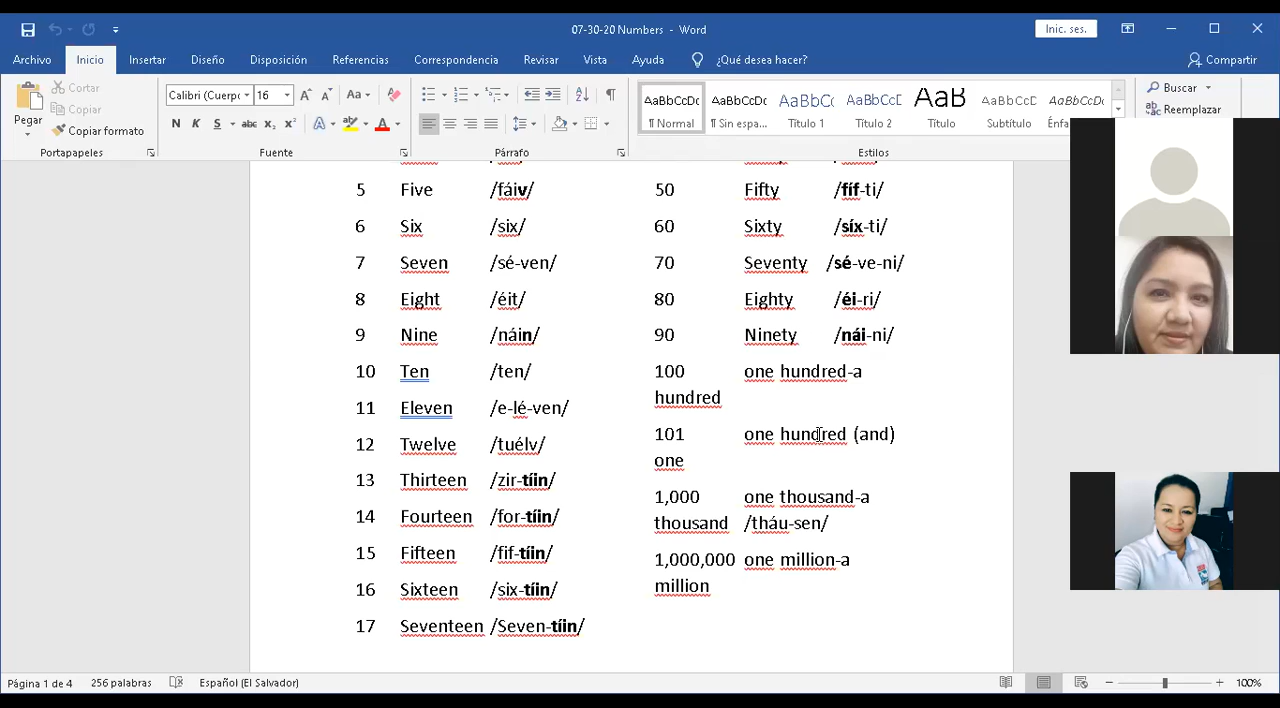 07-30-20 Numbers - Word
Inic. ses.
Archivo Inicio Insertar Diseño Disposición Referencias Correspondencia Revisar Vista Ayuda ¿Qué desea hacer? Compartir
Pegar
Cortar
Copiar
Copiar formato
Portapapeles
Calibri (Cuerpo 16
N K S abc x₂ x²
Fuente
Párrafo
AaBbCcDc AaBbCcDc AaBbCc AaBbCcD AaB AaBbCcD AaBbCcDc
¶ Normal ¶ Sin espa... Título 1 Título 2 Título Subtítulo
Estilos
Buscar
Reemplazar
5 Five /fáiv/ 50 Fifty /fíf-ti/
6 Six /six/ 60 Sixty /síx-ti/
7 Seven /sé-ven/ 70 Seventy /sé-ve-ni/
8 Eight /éit/ 80 Eighty /éi-ri/
9 Nine /náin/ 90 Ninety /nái-ni/
10 Ten /ten/ 100 one hundred-a
hundred
11 Eleven /e-lé-ven/
12 Twelve /tuélv/ 101 one hundred (and)
one
13 Thirteen /zir-tíin/
14 Fourteen /for-tíin/ 1,000 one thousand-a
thousand /tháu-sen/
15 Fifteen /fif-tíin/ 1,000,000 one million-a
million
16 Sixteen /six-tíin/
17 Seventeen /Seven-tíin/
Página 1 de 4 256 palabras Español (El Salvador) 100%